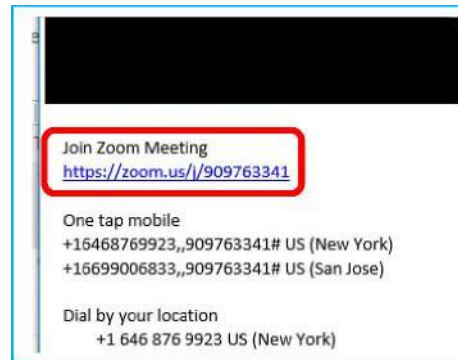 Join Zoom Meeting
https://zoom.us/j/909763341
One tap mobile
+16468769923,,909763341# US (New York)
+16699006833,,909763341# US (San Jose)
Dial by your location
+1 646 876 9923 US (New York)